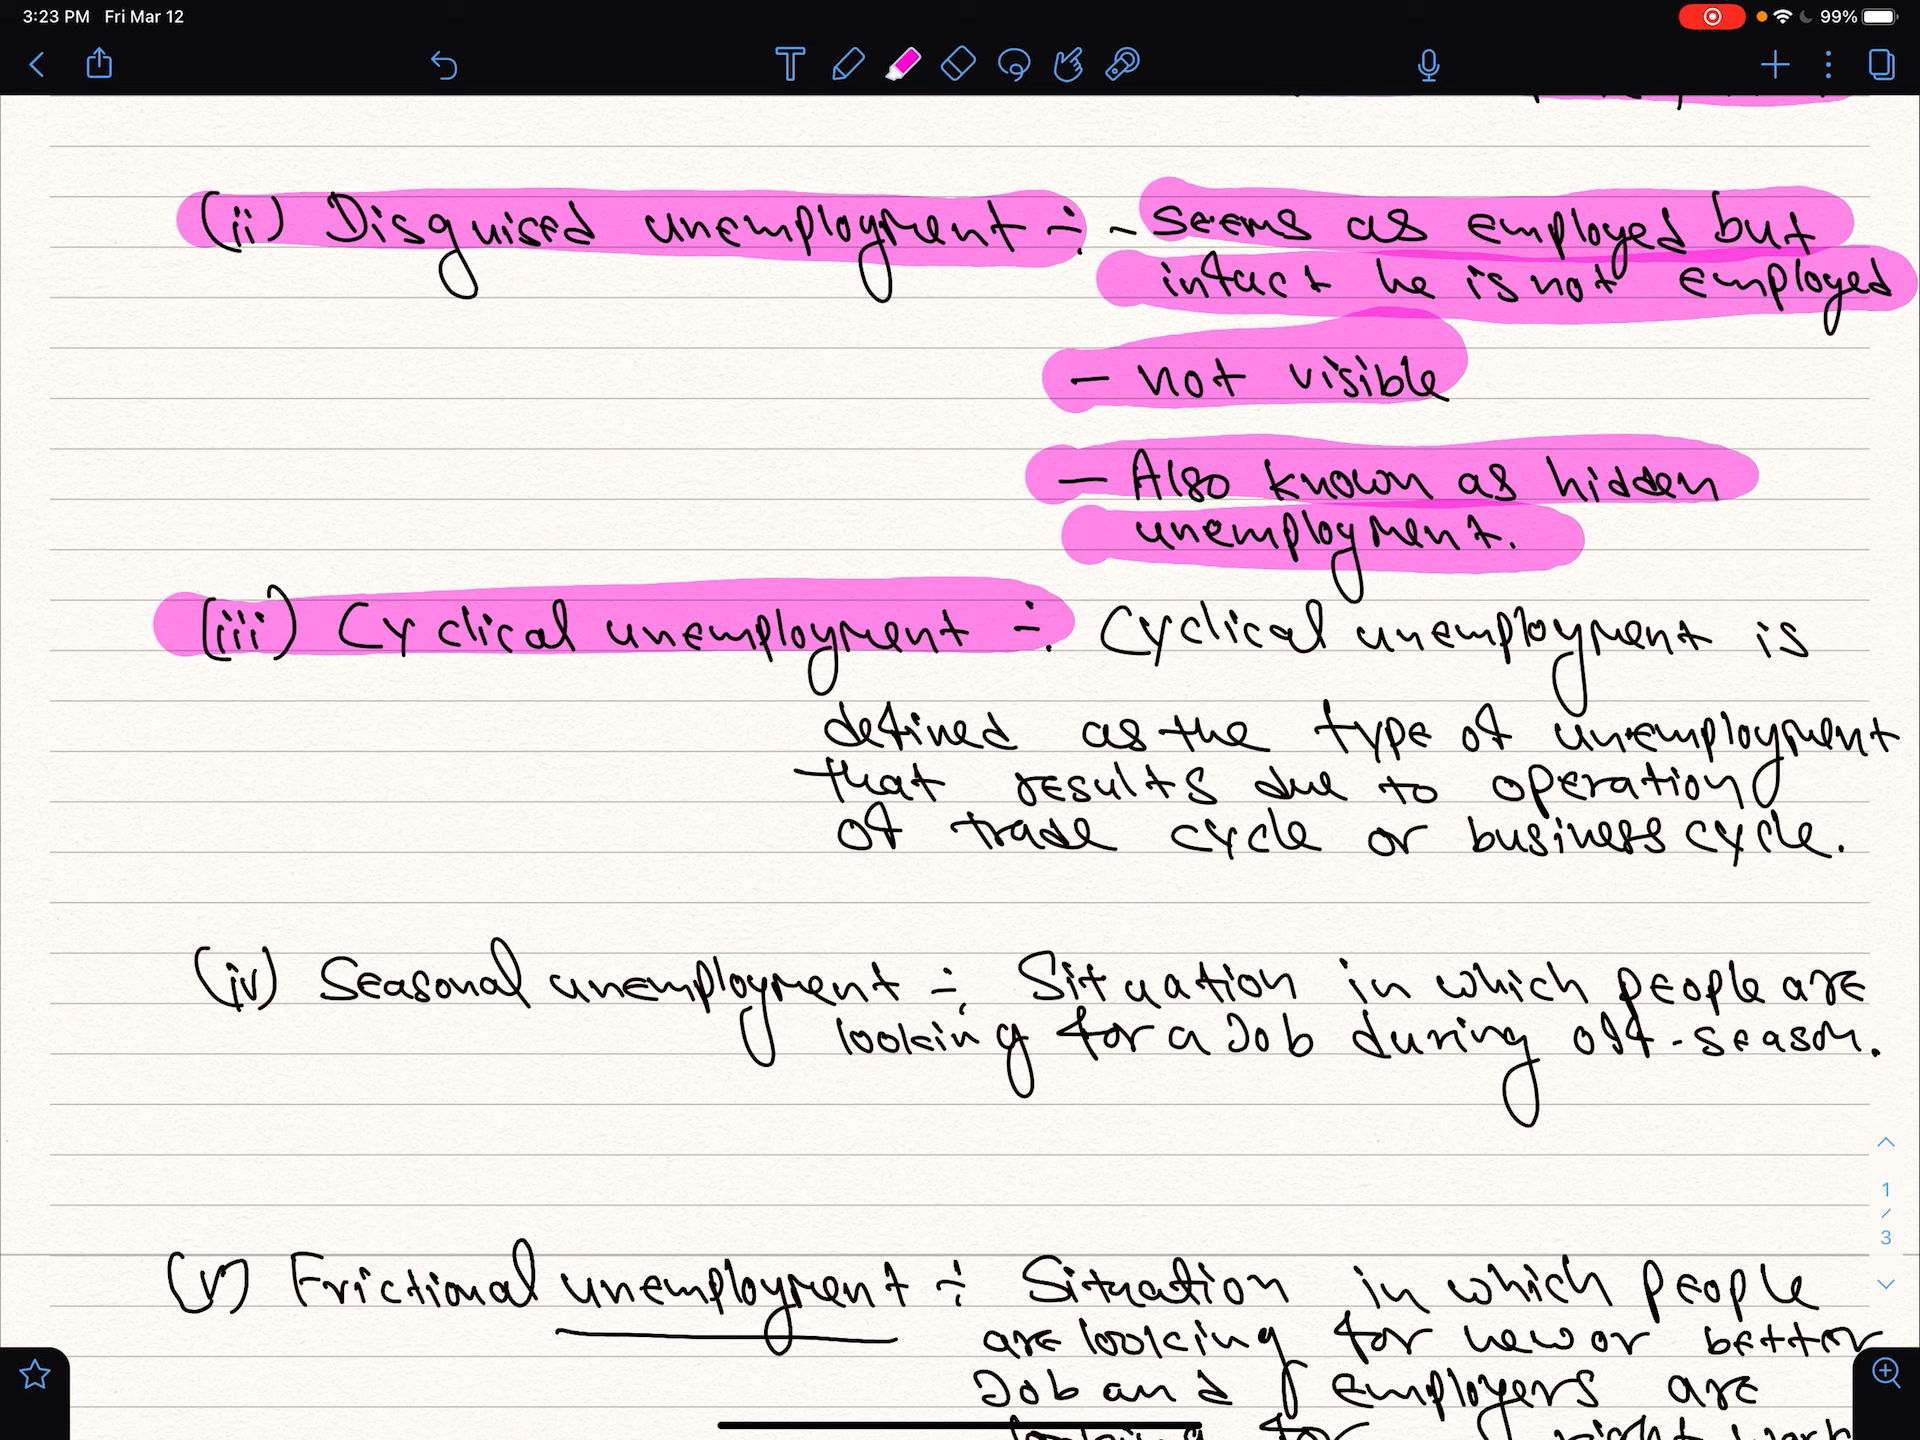 3:23 PM Fri Mar 12
99%
(ii) Disguised unemployment ÷ - seems as employed but
infact he is not employed
- not visible
- Also known as hidden
unemployment.
(iii) Cyclical unemployment ÷ Cyclical unemployment is
defined as the type of unemployment
that results due to operation
of trade cycle or business cycle.
(iv) Seasonal unemployment ÷ Situation in which people are
looking for a Job during off-season.
(v) Frictional unemployment ÷ Situation in which people
are looking for new or better
Job and employers are
looking for right work
1
/
3